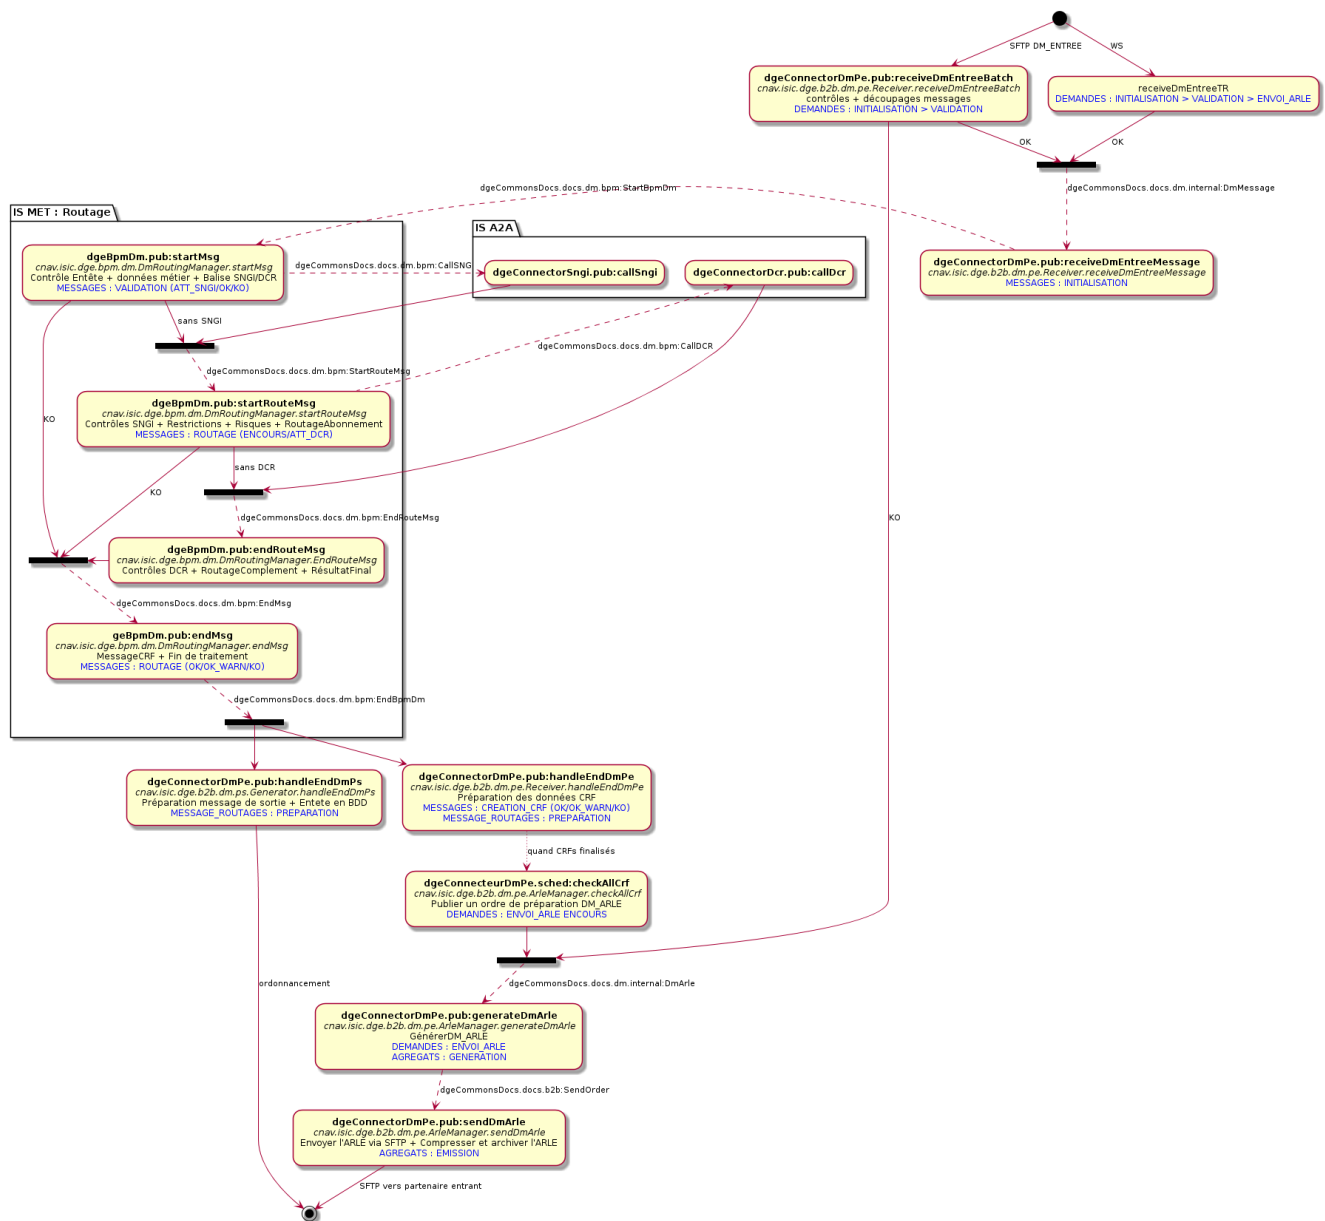 SFTP DM_ENTREE
WS
dgeConnectorDmPe.pub:receiveDmEntreeBatch
cnav.isic.dge.b2b.dm.pe.Receiver.receiveDmEntreeBatch
contrôles + découpages messages
DEMANDES : INITIALISATION > VALIDATION
receiveDmEntreeTR
DEMANDES : INITIALISATION > VALIDATION > ENVOI_ARLE
OK
OK
dgeCommonsDocs.docs.dm.bpm:StartBpmDm
dgeCommonsDocs.docs.dm.internal:DmMessage
IS MET : Routage
IS A2A
dgeBpmDm.pub:startMsg
cnav.isic.dge.bpm.dm.DmRoutingManager.startMsg
Contrôle Entête + données métier + Balise SNGI/DCR
MESSAGES : VALIDATION (ATT_SNGI/OK/KO)
dgeCommonsDocs.docs.dm.bpm:CallSNGI
dgeConnectorSngi.pub:callSngi
dgeConnectorDcr.pub:callDcr
dgeConnectorDmPe.pub:receiveDmEntreeMessage
cnav.isic.dge.b2b.dm.pe.Receiver.receiveDmEntreeMessage
MESSAGES : INITIALISATION
sans SNGI
dgeCommonsDocs.docs.dm.bpm:CallDCR
dgeCommonsDocs.docs.dm.bpm:StartRouteMsg
dgeBpmDm.pub:startRouteMsg
cnav.isic.dge.bpm.dm.DmRoutingManager.startRouteMsg
Contrôles SNGI + Restrictions + Risques + RoutageAbonnement
MESSAGES : ROUTAGE (ENCOURS/ATT_DCR)
KO
sans DCR
KO
dgeCommonsDocs.docs.dm.bpm:EndRouteMsg
KO
dgeBpmDm.pub:endRouteMsg
cnav.isic.dge.bpm.dm.DmRoutingManager.EndRouteMsg
Contrôles DCR + RoutageComplement + RésultatFinal
dgeCommonsDocs.docs.dm.bpm:EndMsg
geBpmDm.pub:endMsg
cnav.isic.dge.bpm.dm.DmRoutingManager.endMsg
MessageCRF + Fin de traitement
MESSAGES : ROUTAGE (OK/OK_WARN/KO)
dgeCommonsDocs.docs.dm.bpm:EndBpmDm
dgeConnectorDmPe.pub:handleEndDmPs
cnav.isic.dge.b2b.dm.ps.Generator.handleEndDmPs
Préparation message de sortie + Entete en BDD
MESSAGE_ROUTAGES : PREPARATION
dgeConnectorDmPe.pub:handleEndDmPe
cnav.isic.dge.b2b.dm.pe.Receiver.handleEndDmPe
Préparation des données CRF
MESSAGES : CREATION_CRF (OK/OK_WARN/KO)
MESSAGE_ROUTAGES : PREPARATION
quand CRFs finalisés
dgeConnecteurDmPe.sched:checkAllCrf
cnav.isic.dge.b2b.dm.pe.ArleManager.checkAllCrf
Publier un ordre de préparation DM_ARLE
DEMANDES : ENVOI_ARLE ENCOURS
ordonnancement
dgeCommonsDocs.docs.dm.internal:DmArle
dgeConnectorDmPe.pub:generateDmArle
cnav.isic.dge.b2b.dm.pe.ArleManager.generateDmArle
GénérerDM_ARLE
DEMANDES : ENVOI_ARLE
AGREGATS : GENERATION
dgeCommonsDocs.docs.b2b:SendOrder
dgeConnectorDmPe.pub:sendDmArle
cnav.isic.dge.b2b.dm.pe.ArleManager.sendDmArle
Envoyer l'ARLE via SFTP + Compresser et archiver l'ARLE
AGREGATS : EMISSION
SFTP vers partenaire entrant